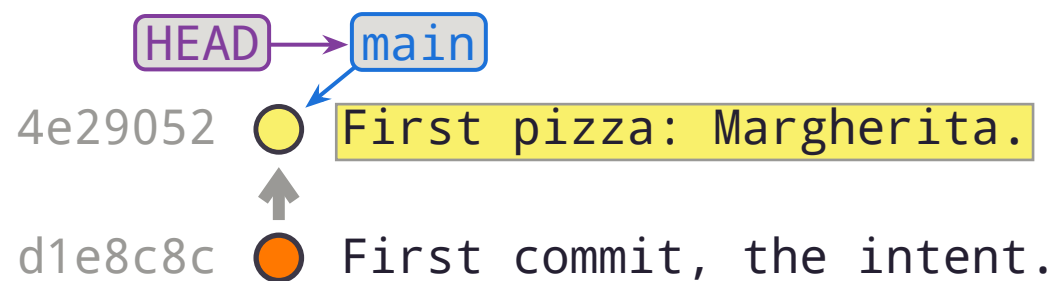 HEAD main
4e29052 First pizza: Margherita.
d1e8c8c First commit, the intent.